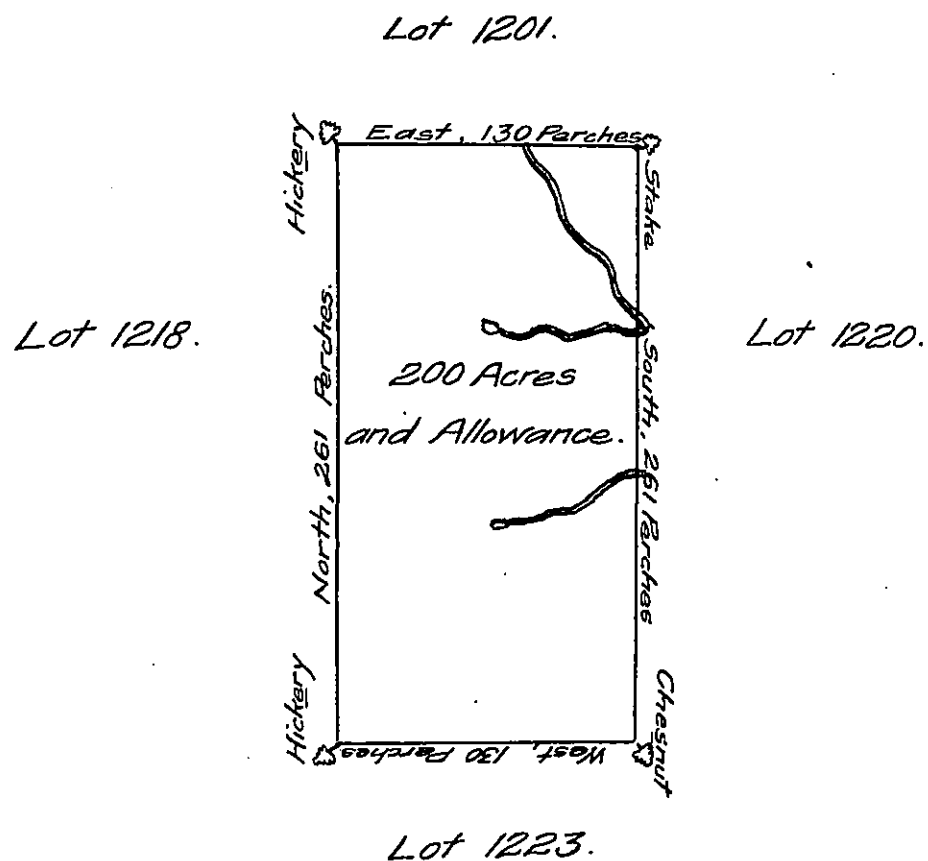 Lot 1201.
East, 130 Perches
Hickery
Stake
North, 261 Perches.
Lot 1218.
Lot 1220.
200 Acres
and Allowance.
South, 261 Perches
Hickery
Chesnut
West, 130 Perches
Lot 1223.